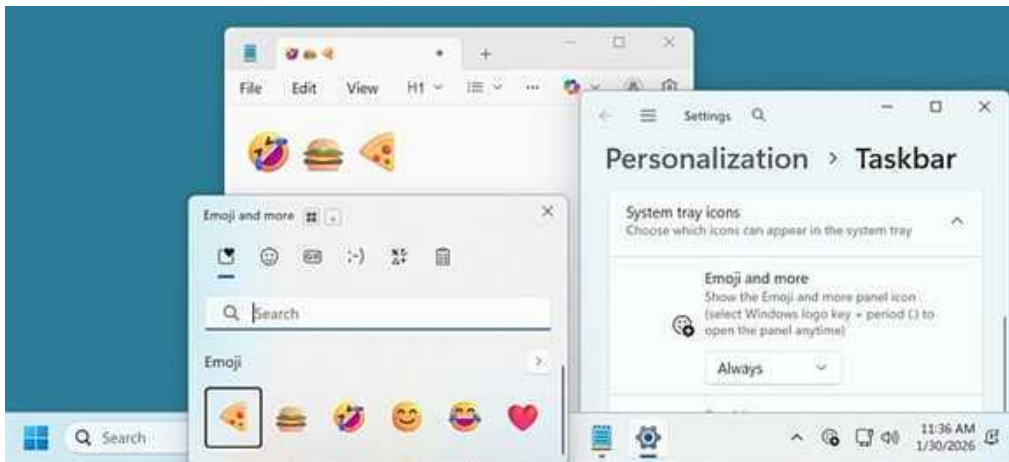 File Edit View H1
Settings
Personalization > Taskbar
System tray icons
Choose which icons can appear in the system tray
Emoji and more
Show the Emoji and more panel icon
(select Windows logo key + period (.) to
open the panel anytime)
Always
Emoji and more
GIF
;-)
Search
Emoji
Search
11:36 AM
1/30/2026